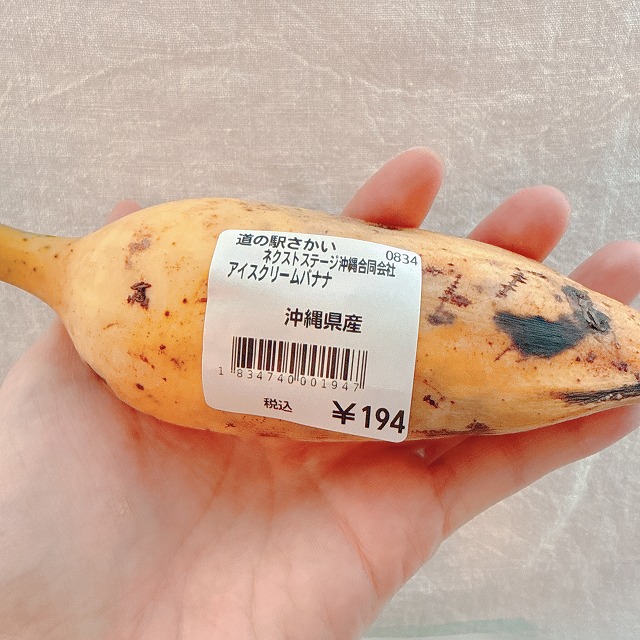 道の駅さかい
0834
ネクストステージ沖縄合同会社
アイスクリームバナナ
沖縄県産
1 834740 001947
税込 ￥194